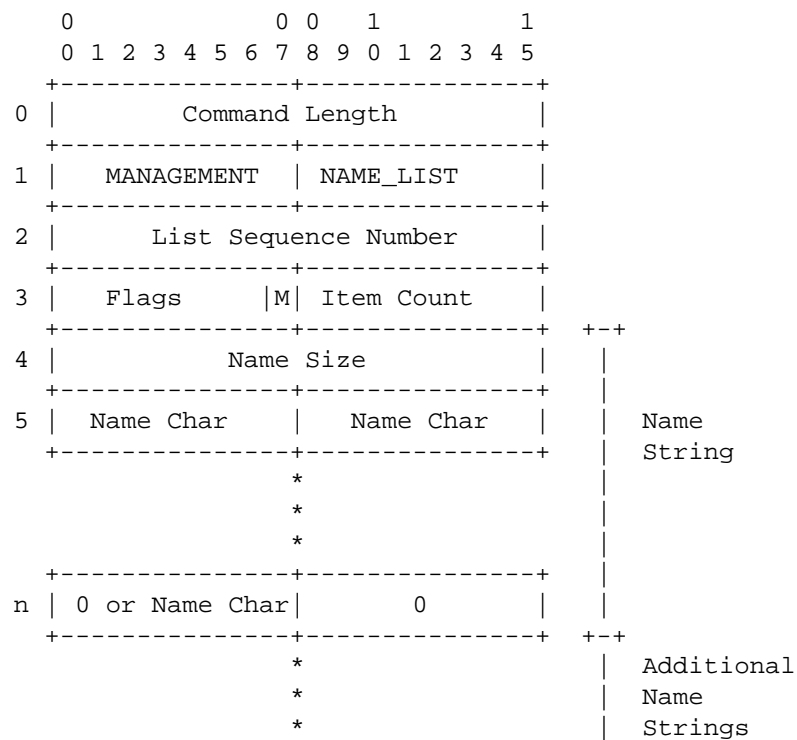 0 0 0 1 1
0 1 2 3 4 5 6 7 8 9 0 1 2 3 4 5
+---------------+---------------+
0 | Command Length |
+---------------+---------------+
1 | MANAGEMENT | NAME_LIST |
+---------------+---------------+
2 | List Sequence Number |
+---------------+---------------+
3 | Flags |M| Item Count |
+---------------+---------------+ +-+
4 | Name Size | |
+---------------+---------------+ |
5 | Name Char | Name Char | | Name
+---------------+---------------+ | String
* |
* |
* |
+---------------+---------------+ |
n | 0 or Name Char| 0 | |
+---------------+---------------+ +-+
* | Additional
* | Name
* | Strings